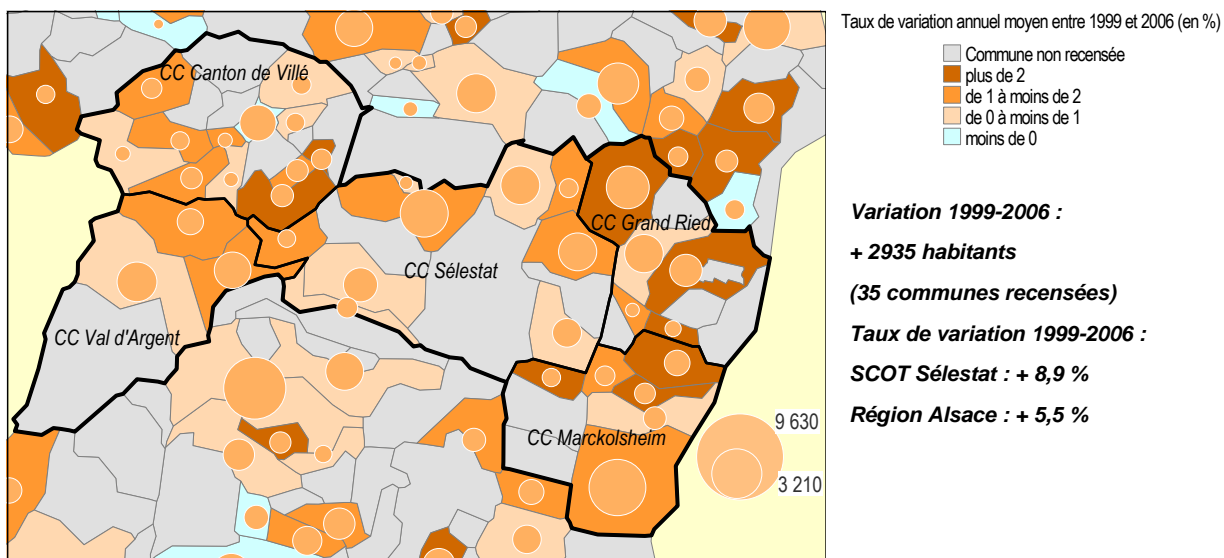 Taux de variation annuel moyen entre 1999 et 2006 (en %)
Commune non recensée
plus de 2
de 1 à moins de 2
de 0 à moins de 1
moins de 0
CC Canton de Villé
CC Grand Ried
CC Sélestat
CC Val d'Argent
CC Marckolsheim
9 630
3 210
Variation 1999-2006 :
+ 2935 habitants
(35 communes recensées)
Taux de variation 1999-2006 :
SCOT Sélestat : + 8,9 %
Région Alsace : + 5,5 %